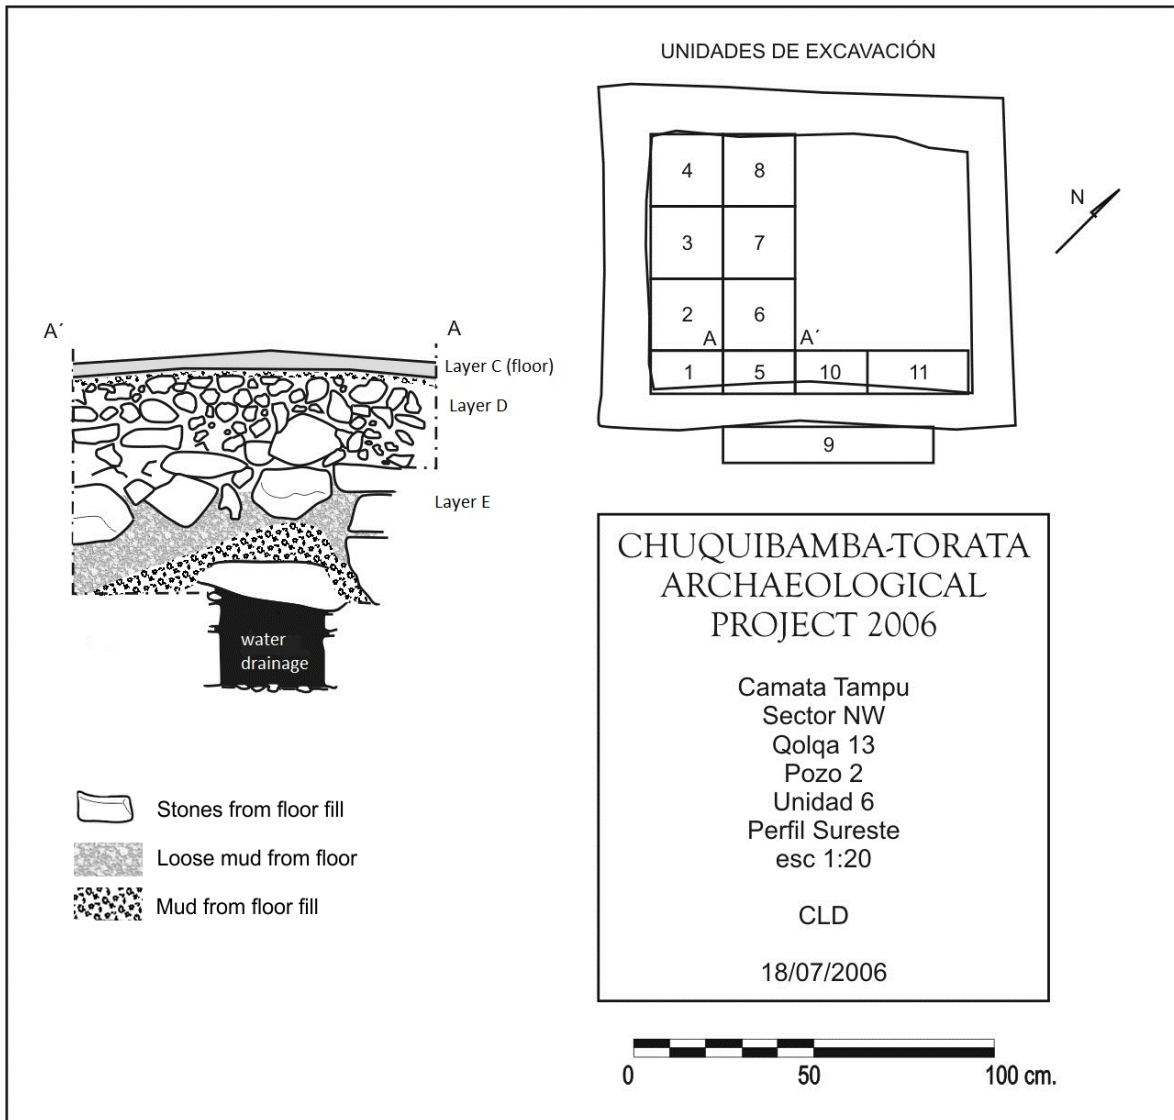 UNIDADES DE EXCAVACIÓN
4 8
3 7
2 6
A A´
1 5 10 11
9
N
A´ A
Layer C (floor)
Layer D
Layer E
water
drainage
Stones from floor fill
Loose mud from floor
Mud from floor fill
CHUQUIBAMBA-TORATA
ARCHAEOLOGICAL
PROJECT 2006
Camata Tampu
Sector NW
Qolqa 13
Pozo 2
Unidad 6
Perfil Sureste
esc 1:20
CLD
18/07/2006
0 50 100 cm.